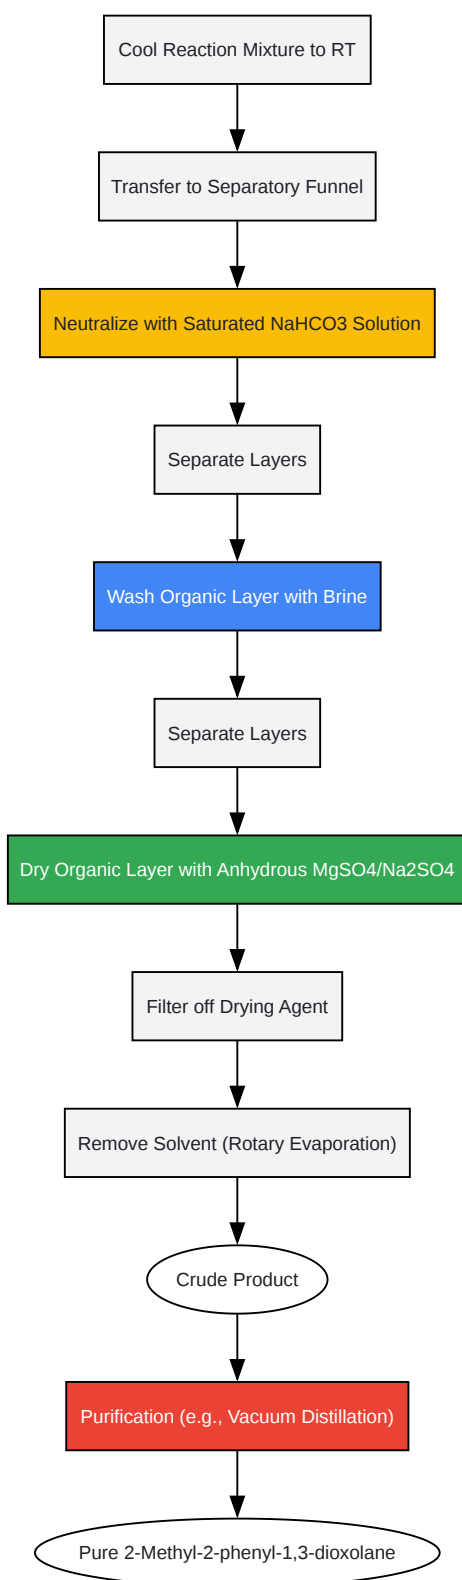 Cool Reaction Mixture to RT
Transfer to Separatory Funnel
Neutralize with Saturated NaHCO3 Solution
Separate Layers
Wash Organic Layer with Brine
Separate Layers
Dry Organic Layer with Anhydrous MgSO4/Na2SO4
Filter off Drying Agent
Remove Solvent (Rotary Evaporation)
Crude Product
Purification (e.g., Vacuum Distillation)
Pure 2-Methyl-2-phenyl-1,3-dioxolane